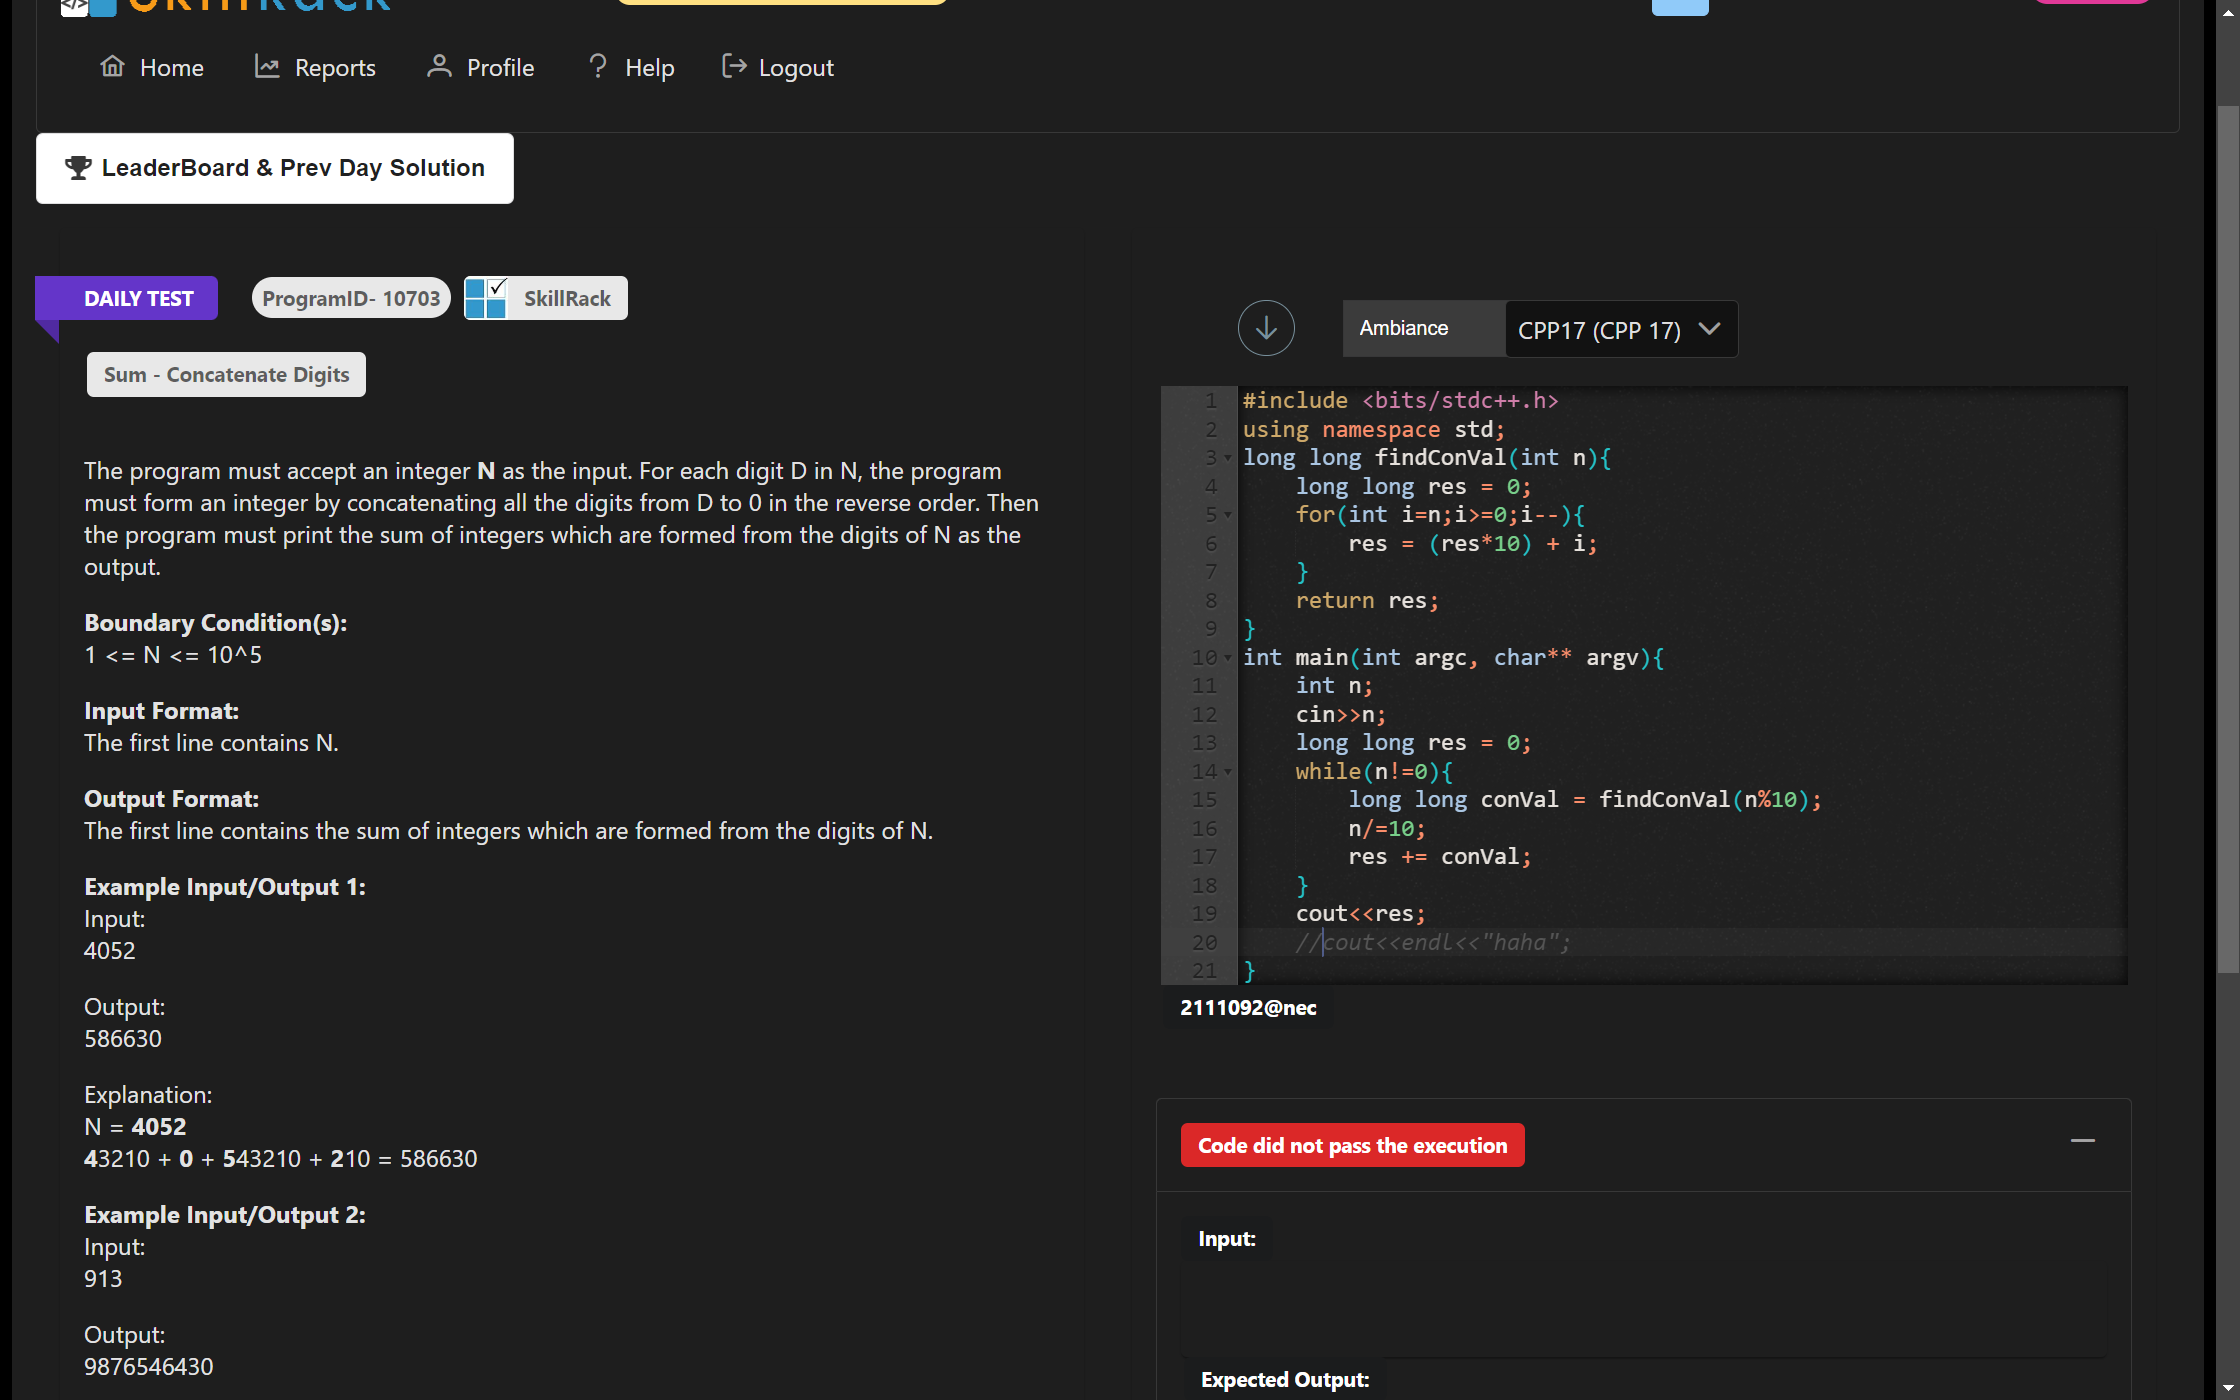 Home
Reports
Profile
Help
Logout
LeaderBoard & Prev Day Solution
DAILY TEST
ProgramID- 10703
SkillRack
Sum - Concatenate Digits
The program must accept an integer N as the input. For each digit D in N, the program
must form an integer by concatenating all the digits from D to 0 in the reverse order. Then
the program must print the sum of integers which are formed from the digits of N as the
output.
Boundary Condition(s):
1 <= N <= 10^5
Input Format:
The first line contains N.
Output Format:
The first line contains the sum of integers which are formed from the digits of N.
Example Input/Output 1:
Input:
4052
Output:
586630
Explanation:
N = 4052
43210 + 0 + 543210 + 210 = 586630
Example Input/Output 2:
Input:
913
Output:
9876546430
Ambiance
CPP17 (CPP 17)
1 #include <bits/stdc++.h>
2 using namespace std;
3 long long findConVal(int n){
4 long long res = 0;
5 for(int i=n;i>=0;i--){
6 res = (res*10) + i;
7 }
8 return res;
9 }
10 int main(int argc, char** argv){
11 int n;
12 cin>>n;
13 long long res = 0;
14 while(n!=0){
15 long long conVal = findConVal(n%10);
16 n/=10;
17 res += conVal;
18 }
19 cout<<res;
20 //cout<<endl<<"haha";
21 }
2111092@nec
Code did not pass the execution
Input:
Expected Output: